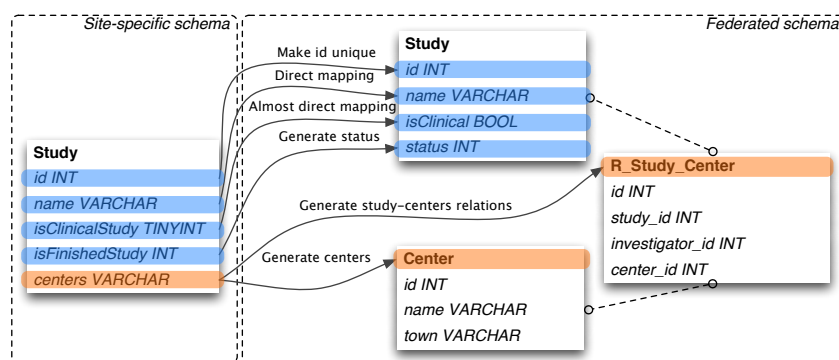 Site-specific schema
Federated schema
Study
id INT
name VARCHAR
isClinicalStudy TINYINT
isFinishedStudy INT
centers VARCHAR
Make id unique
Direct mapping
Almost direct mapping
Generate status
Generate study-centers relations
Generate centers
Study
id INT
name VARCHAR
isClinical BOOL
status INT
Center
id INT
name VARCHAR
town VARCHAR
R_Study_Center
id INT
study_id INT
investigator_id INT
center_id INT